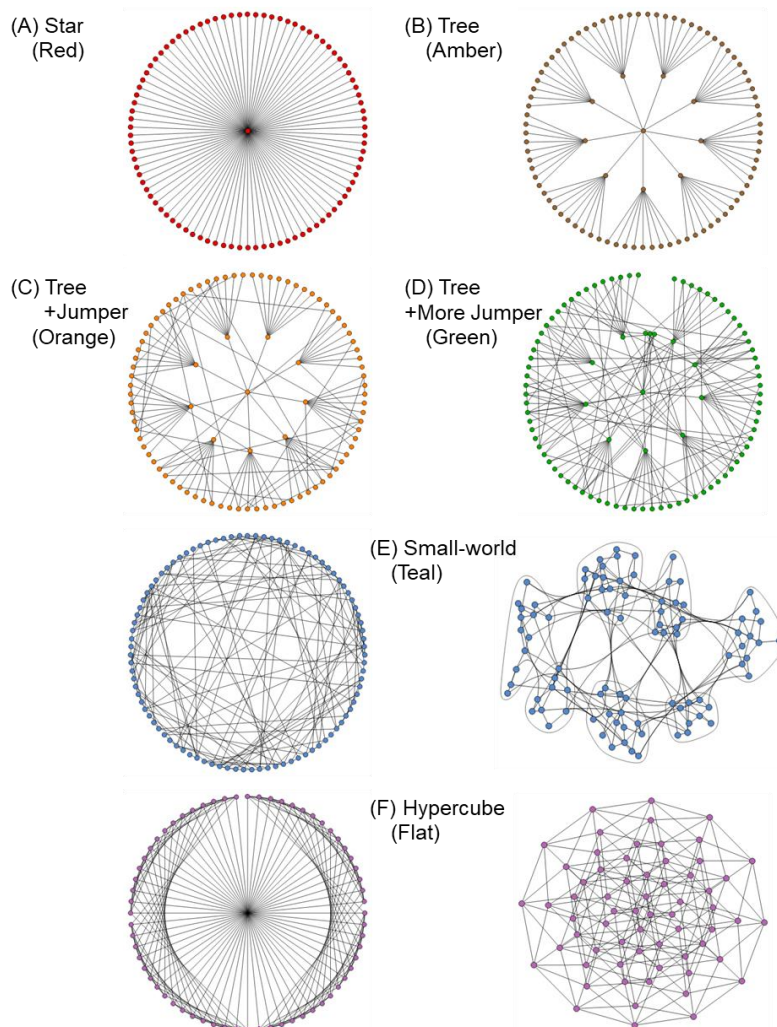 (A) Star
(Red)
(B) Tree
(Amber)
(C) Tree
+Jumper
(Orange)
(D) Tree
+More Jumper
(Green)
(E) Small-world
(Teal)
(F) Hypercube
(Flat)